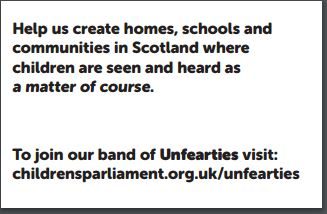 Help us create homes, schools and
communities in Scotland where
children are seen and heard as
a matter of course.
To join our band of Unfearties visit:
childrensparliament.org.uk/unfearties